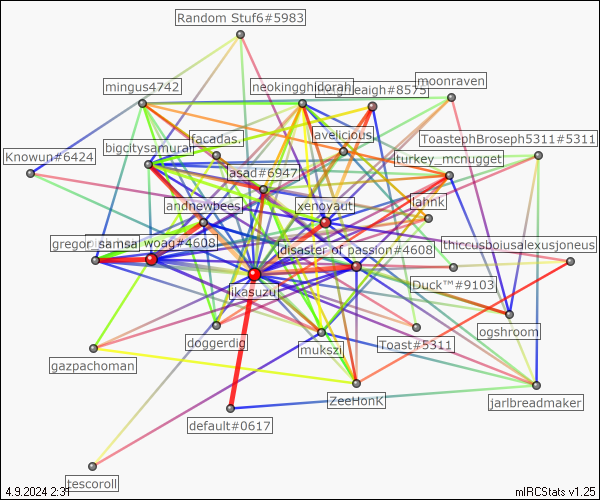 Random Stuf6#5983
mingus4742
neokingghidorah
eaigh#8575
moonraven
avelicious
facadas.
bigcitysamurai
ToastephBroseph5311#5311
Knowun#6424
turkey_mcnugget
asad#6947
andnewbees
xenoyaut
lahnk
gregor_samsa
woag#4608
disaster of passion#4608
thiccusboiusalexusjoneus
ikasuzu
Duck™#9103
ogshroom
doggerdig
mukszi
Toast#5311
gazpachoman
ZeeHonK
jarlbreadmaker
default#0617
tescoroll
4.9.2024 2:31
mIRCStats v1.25